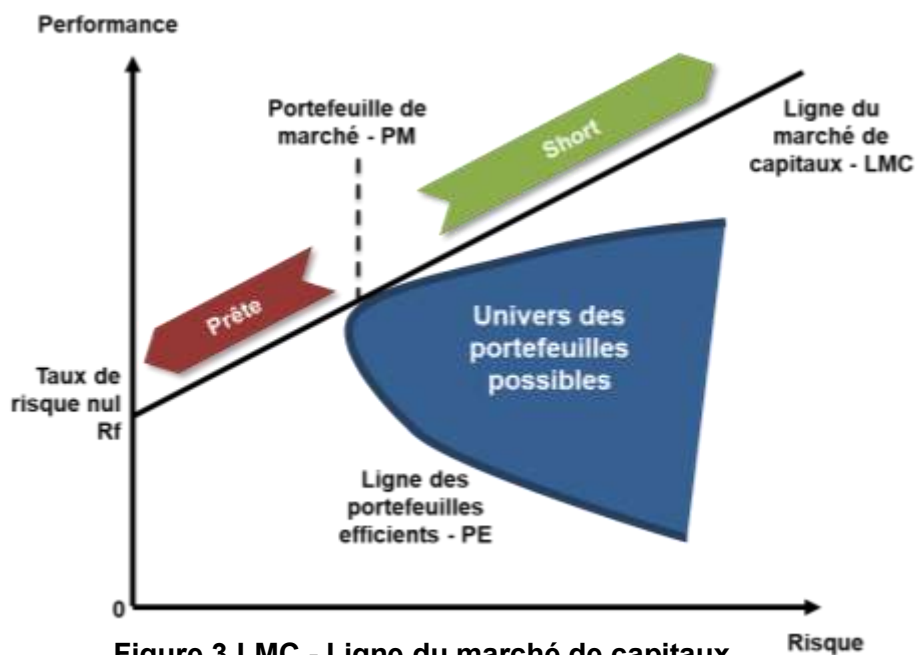 Performance
Portefeuille de
marché - PM
Short
Ligne du
marché de
capitaux - LMC
Prête
Univers des
portefeuilles
possibles
Taux de
risque nul
Rf
Ligne des
portefeuilles
efficients - PE
0
Risque
Figure 3 LMC - Ligne du marché de capitaux